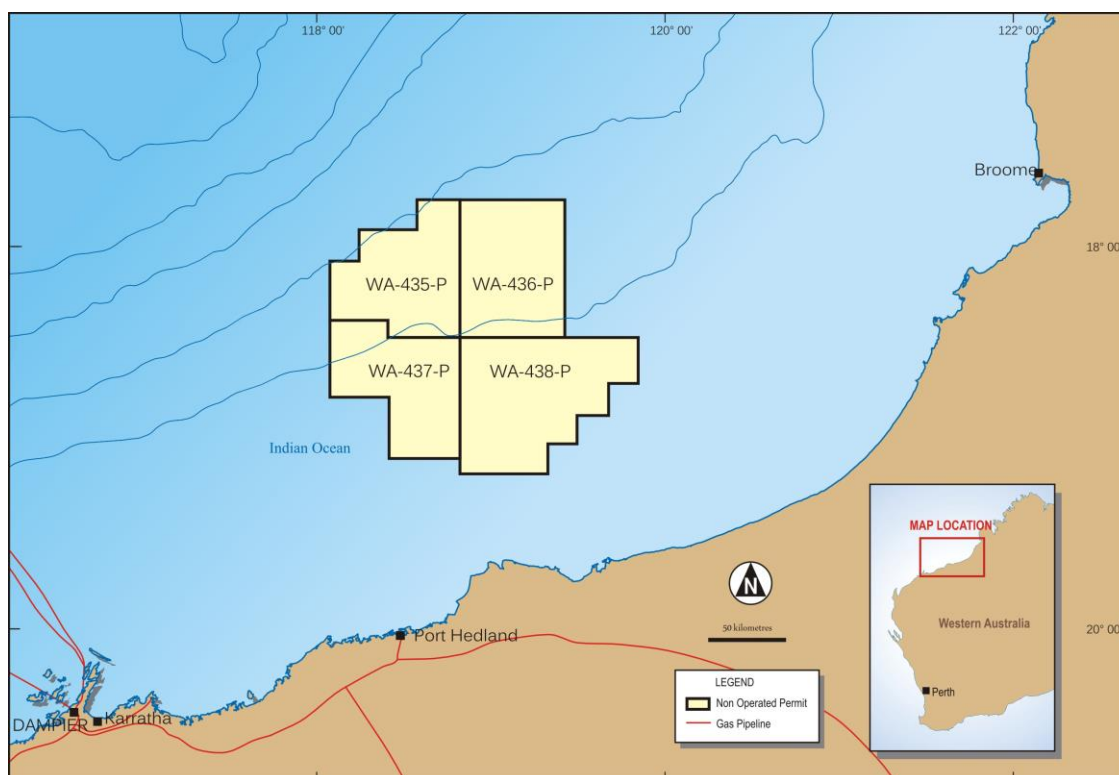 118° 00'
120° 00'
122° 00'
Broome
18° 00'
WA-435-P
WA-436-P
WA-437-P
WA-438-P
Indian Ocean
MAP LOCATION
Western Australia
Perth
N
50 kilometres
Port Hedland
20° 00'
LEGEND
Non Operated Permit
Gas Pipeline
DAMPIER
Karratha